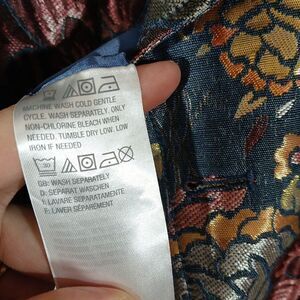 MACHINE WASH COLD GENTLE
CYCLE. WASH SEPARATELY. ONLY
NON-CHLORINE BLEACH WHEN
NEEDED. TUMBLE DRY LOW. LOW
IRON IF NEEDED
30
GB: WASH SEPARATELY
D: SEPARAT WASCHEN
I: LAVARE SEPARATAMENTE
F: LAVER SÉPARÉMENT